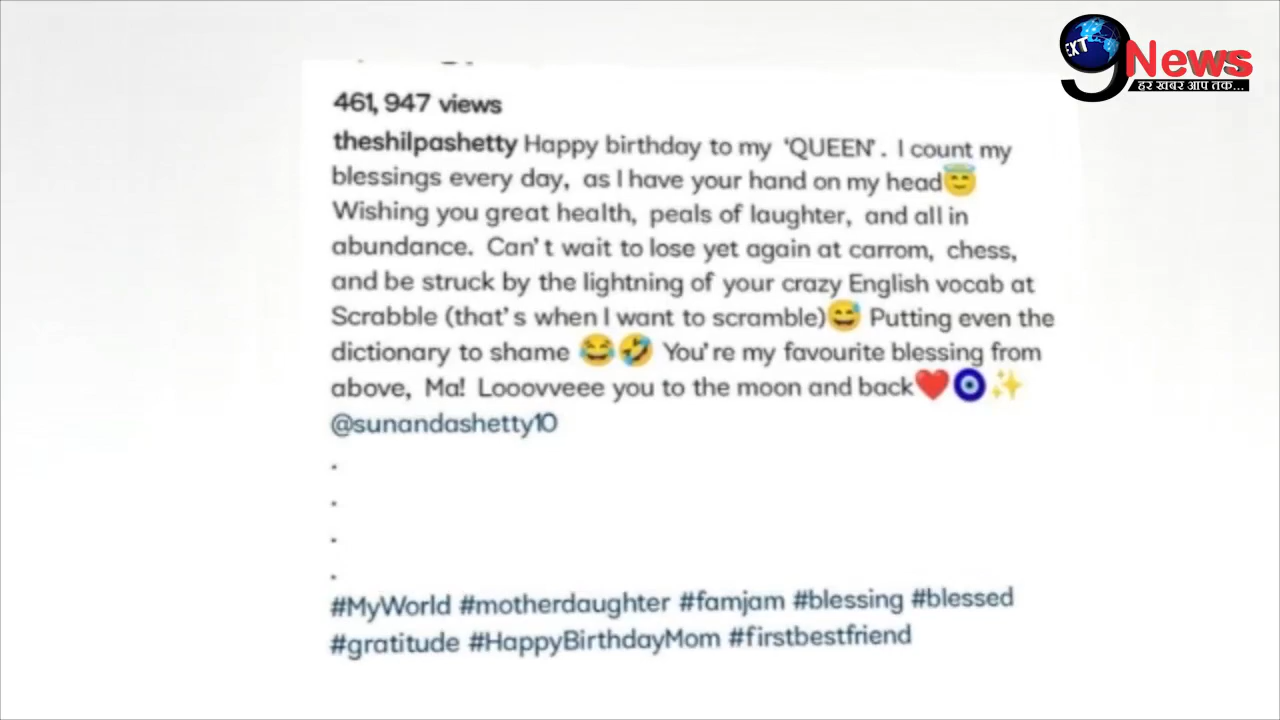 EXT
9 News
हर खबर आप तक...
461, 947 views
theshilpashetty Happy birthday to my 'QUEEN'. I count my
blessings every day, as I have your hand on my head😇
Wishing you great health, peals of laughter, and all in
abundance. Can't wait to lose yet again at carrom, chess,
and be struck by the lightning of your crazy English vocab at
Scrabble (that's when I want to scramble)😅 Putting even the
dictionary to shame 😂🤣 You're my favourite blessing from
above, Ma! Looovveee you to the moon and back❤️🧿✨
@sunandashetty10
.
.
.
.
#MyWorld #motherdaughter #famjam #blessing #blessed
#gratitude #HappyBirthdayMom #firstbestfriend